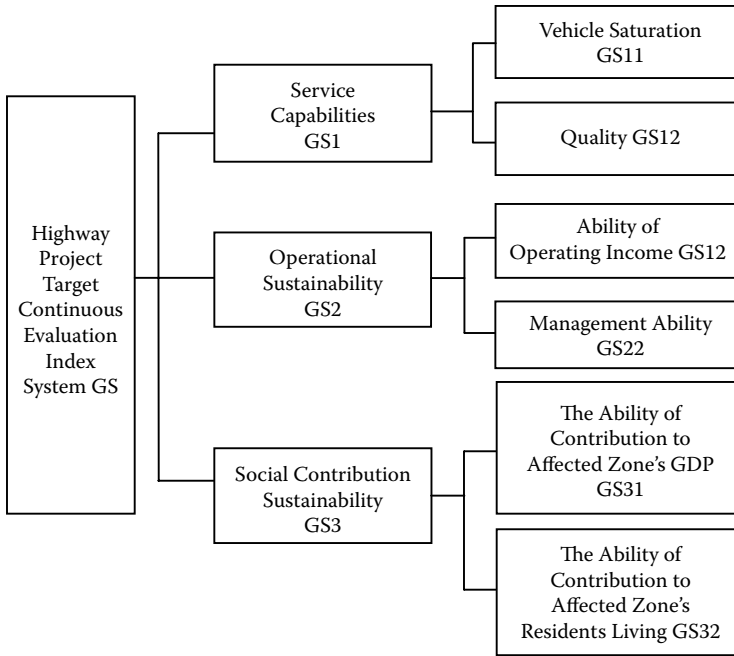 Highway
Project
Target
Continuous
Evaluation
Index
System GS
Service
Capabilities
GS1
Vehicle Saturation
GS11
Quality GS12
Operational
Sustainability
GS2
Ability of
Operating Income GS12
Management Ability
GS22
Social Contribution
Sustainability
GS3
The Ability of
Contribution to
Affected Zone's GDP
GS31
The Ability of
Contribution to
Affected Zone's
Residents Living GS32